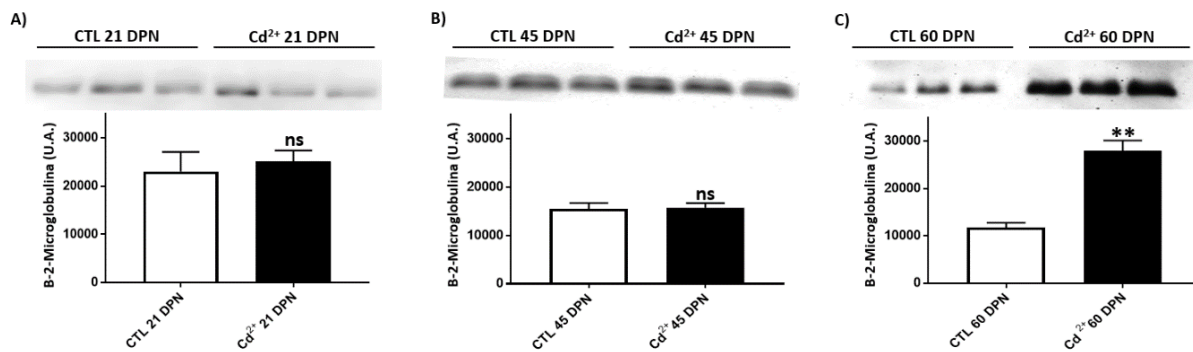 A)
CTL 21 DPN Cd²⁺ 21 DPN
B-2-Microglobulina (U.A.)
30000
20000
10000
0
ns
CTL 21 DPN
Cd²⁺ 21 DPN
B)
CTL 45 DPN Cd²⁺ 45 DPN
B-2-Microglobulina (U.A.)
30000
20000
10000
0
ns
CTL 45 DPN
Cd²⁺ 45 DPN
C)
CTL 60 DPN Cd²⁺ 60 DPN
B-2-Microglobulina (U.A.)
30000
20000
10000
0
**
CTL 60 DPN
Cd²⁺ 60 DPN